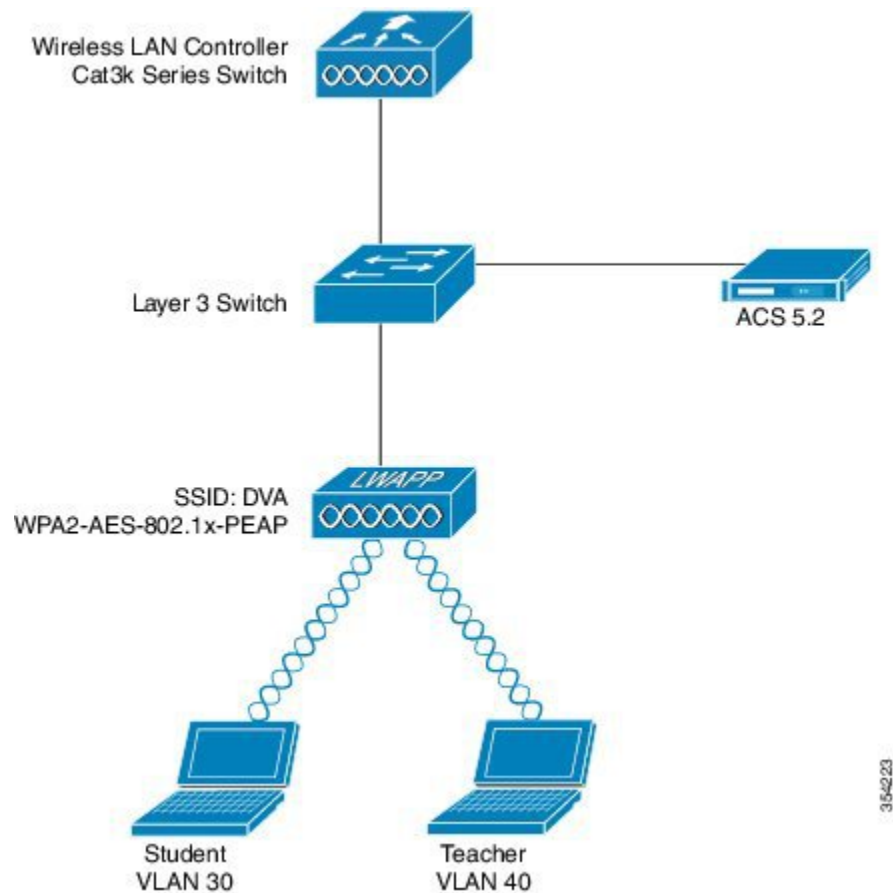 Wireless LAN Controller
Cat3k Series Switch
Layer 3 Switch
ACS 5.2
LWAPP
SSID: DVA
WPA2-AES-802.1x-PEAP
Student
VLAN 30
Teacher
VLAN 40
354223